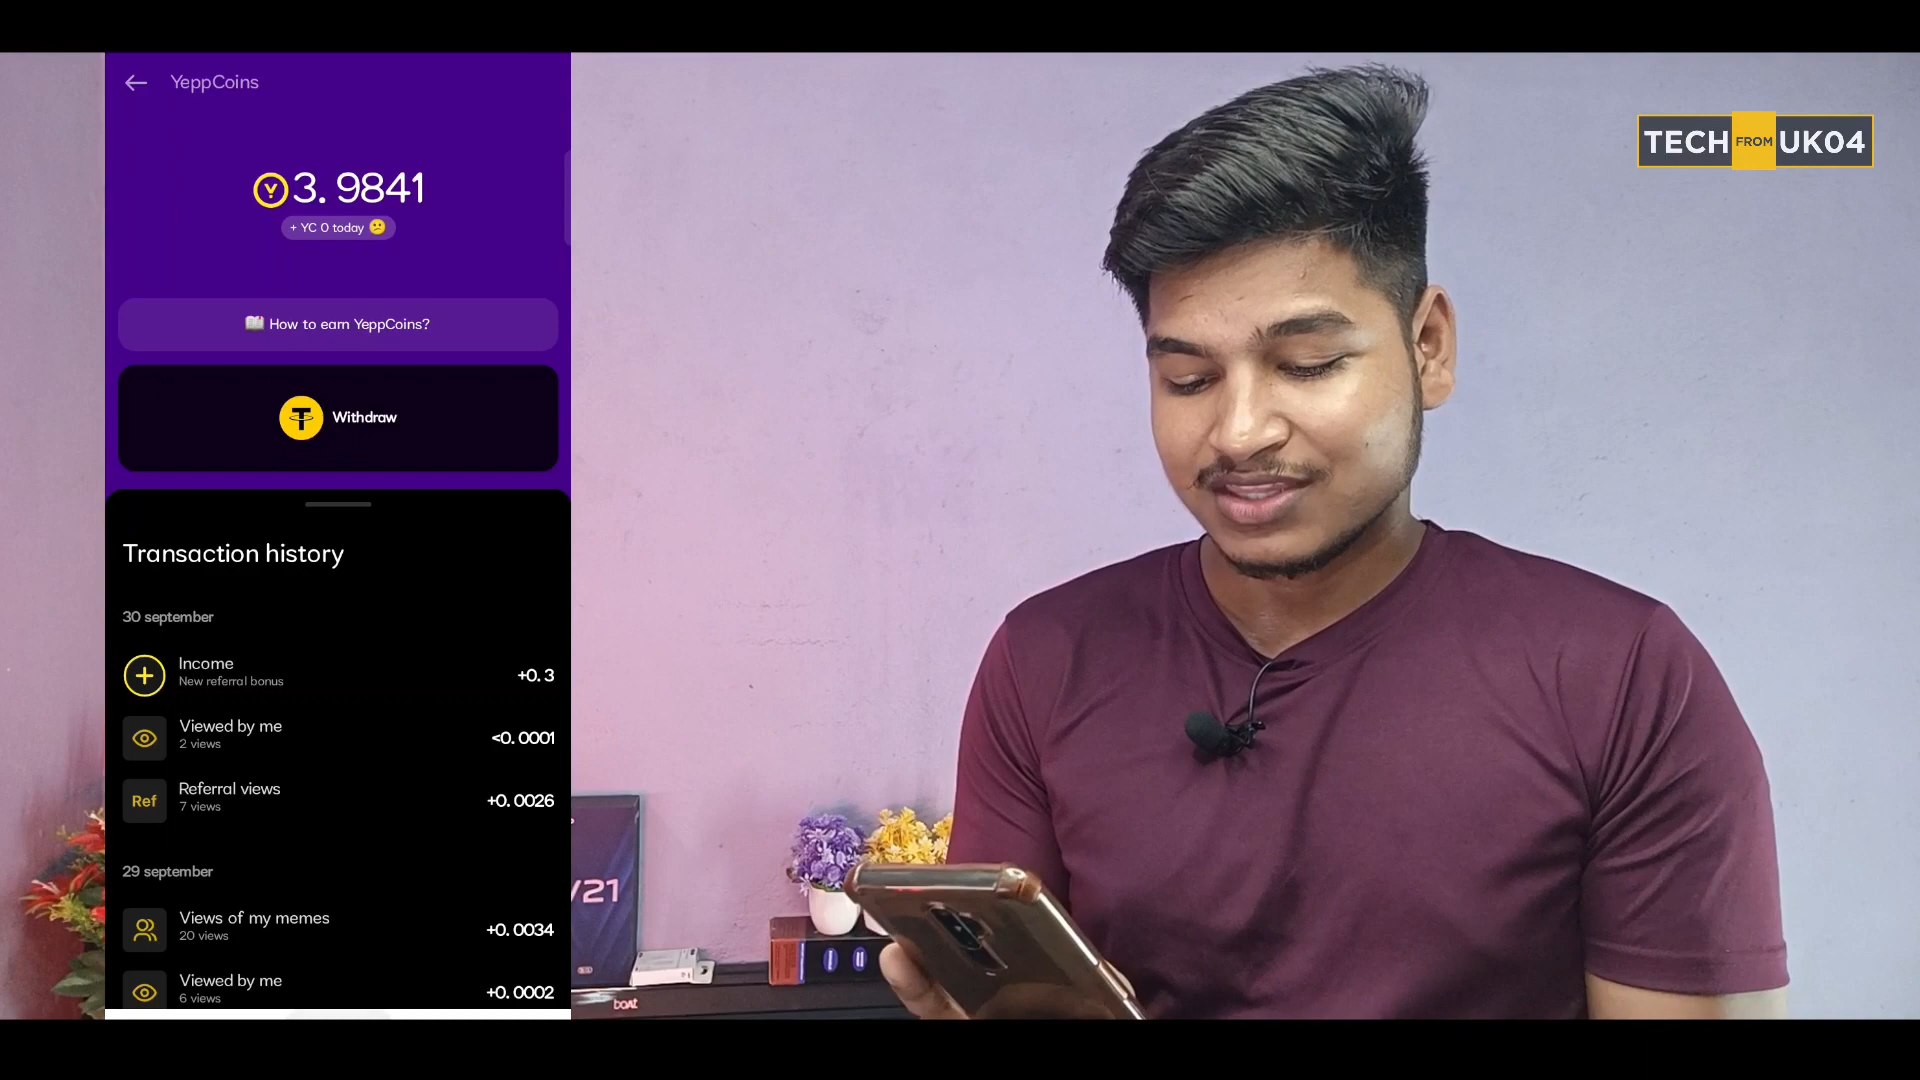 YeppCoins
3. 9841
+ YC 0 today
How to earn YeppCoins?
Withdraw
Transaction history
30 september
Income
New referral bonus
+0. 3
Viewed by me
2 views
<0. 0001
Ref
Referral views
7 views
+0. 0026
29 september
Views of my memes
20 views
+0. 0034
Viewed by me
6 views
+0. 0002
TECH FROM UK04
/21
boAt